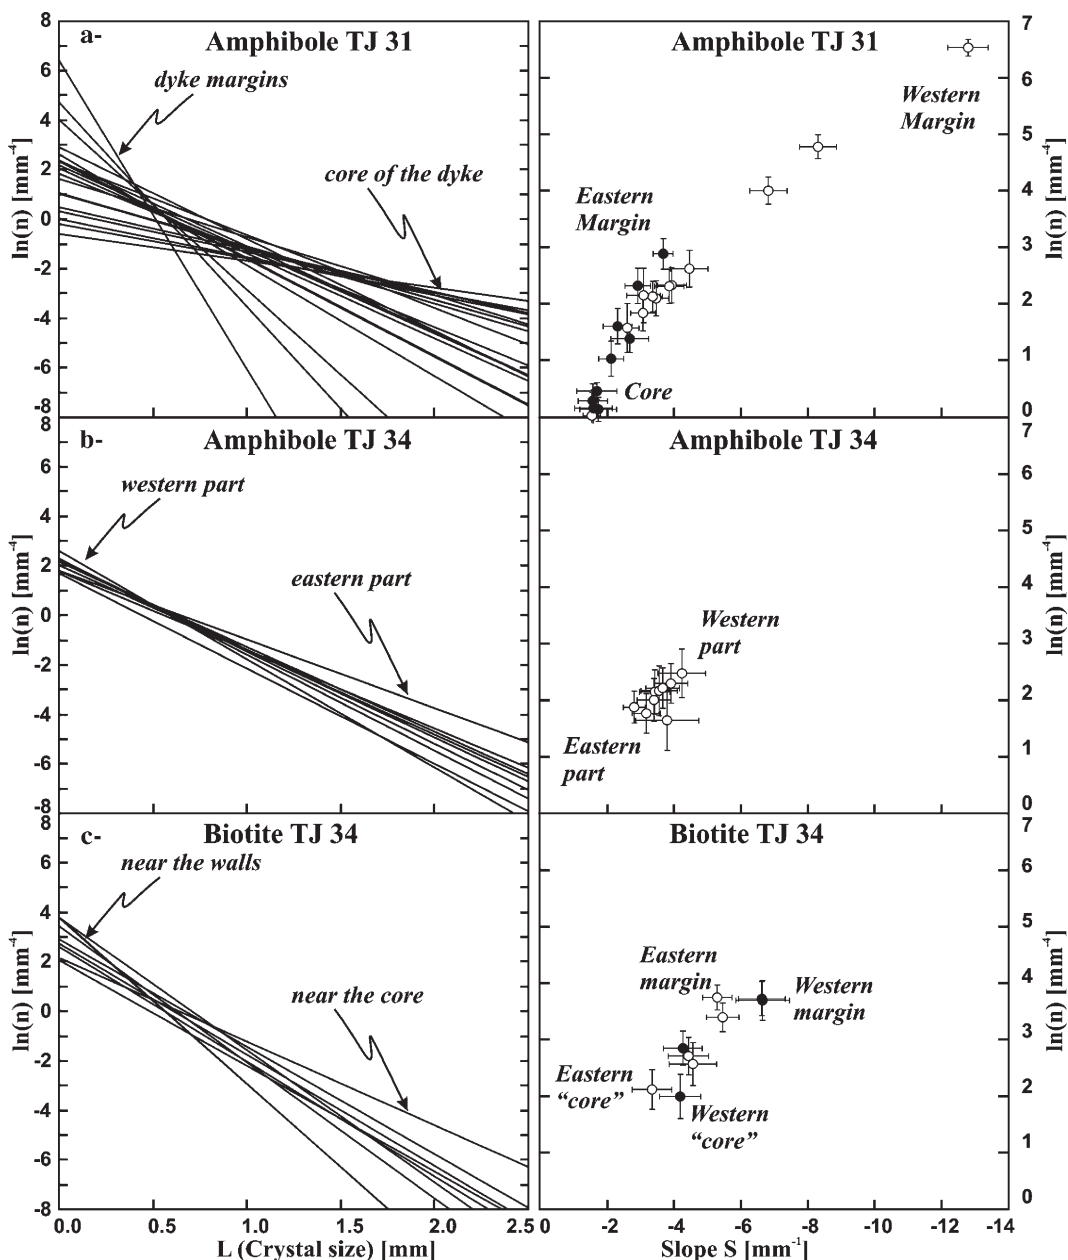 a-
Amphibole TJ 31
dyke margins
core of the dyke
ln(n) [mm-4]
8
6
4
2
0
-2
-4
-6
-8
Amphibole TJ 31
Western
Margin
Eastern
Margin
Core
7
6
5
4
3
2
1
0
ln(n) [mm-4]
b-
Amphibole TJ 34
western part
eastern part
ln(n) [mm-4]
6
4
2
0
-2
-4
-6
-8
Amphibole TJ 34
Western
part
Eastern
part
7
6
5
4
3
2
1
0
ln(n) [mm-4]
c-
Biotite TJ 34
near the walls
near the core
ln(n) [mm-4]
8
6
4
2
0
-2
-4
-6
-8
Biotite TJ 34
Eastern
margin
Western
margin
Eastern
“core”
Western
“core”
7
6
5
4
3
2
1
0
ln(n) [mm-4]
0.0 0.5 1.0 1.5 2.0 2.5
L (Crystal size) [mm]
0 -2 -4 -6 -8 -10 -12 -14
Slope S [mm-1]